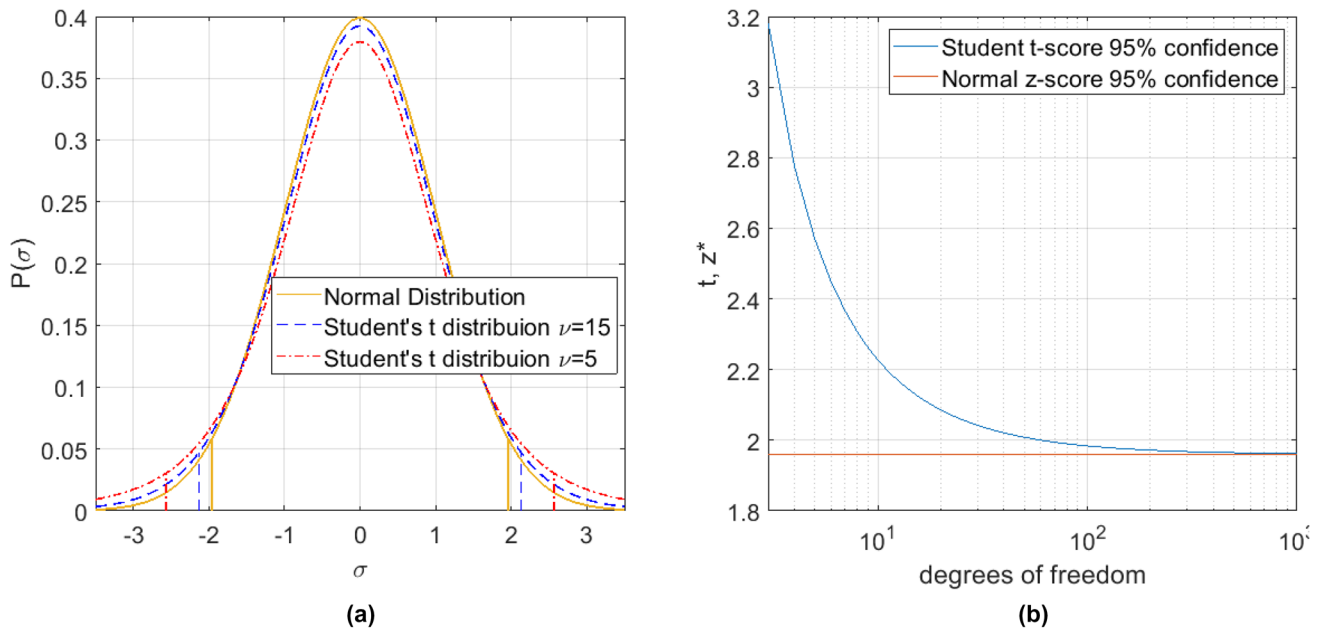 0.4
0.35
0.3
0.25
0.2
0.15
0.1
0.05
0
P(σ)
Normal Distribution
Student's t distribuion ν=15
Student's t distribuion ν=5
-3 -2 -1 0 1 2 3
σ
(a)
3.2
3
2.8
2.6
2.4
2.2
2
1.8
t, z*
Student t-score 95% confidence
Normal z-score 95% confidence
10¹ 10²
degrees of freedom
(b)